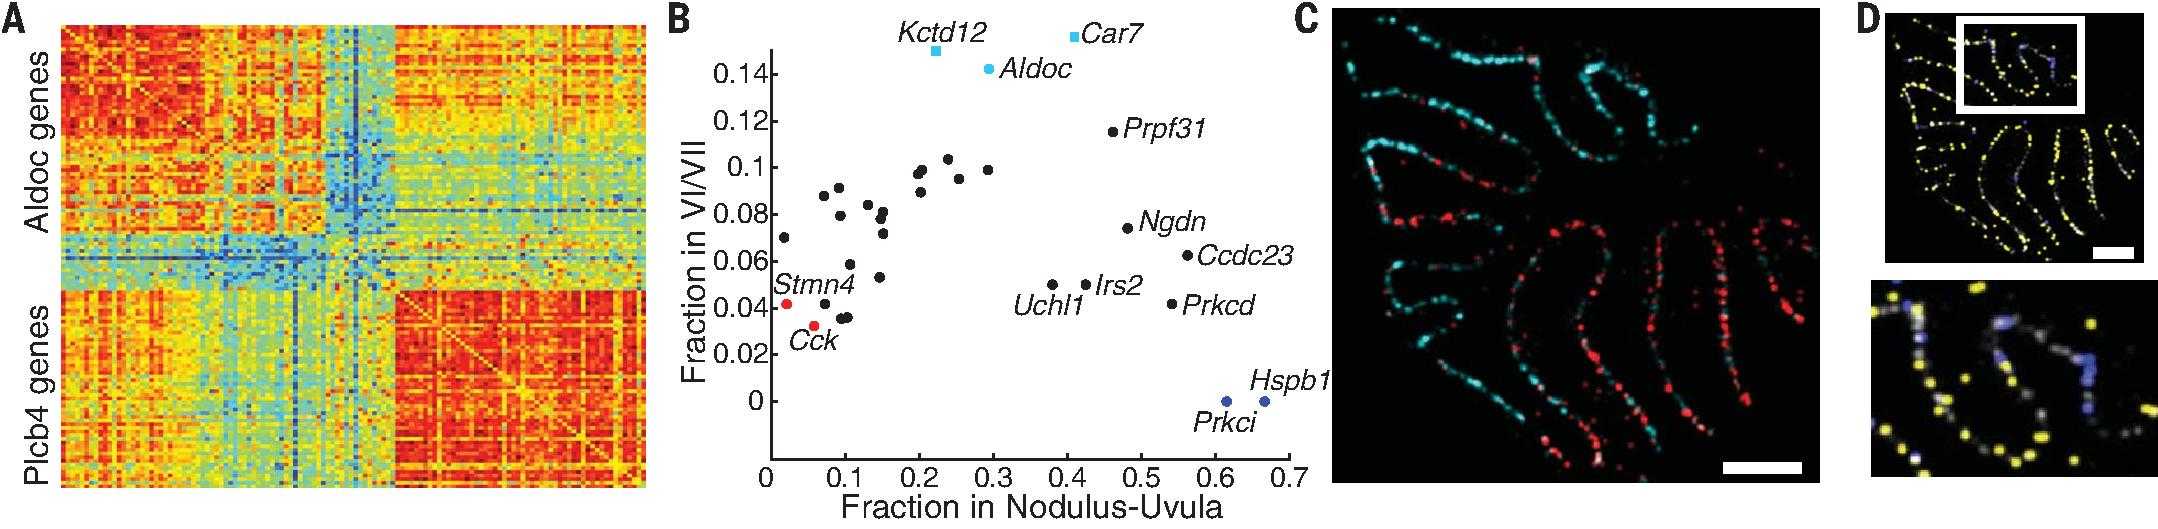 A
Aldoc genes
Plcb4 genes
B
Fraction in VI/VII
0.14
0.12
0.1
0.08
0.06
0.04
0.02
0
Kctd12
Car7
Aldoc
Prpf31
Ngdn
Ccdc23
Stmn4
Uchl1
Irs2
Prkcd
Cck
Hspb1
Prkci
0
0.1
0.2
0.3
0.4
0.5
0.6
0.7
Fraction in Nodulus-Uvula
C
D